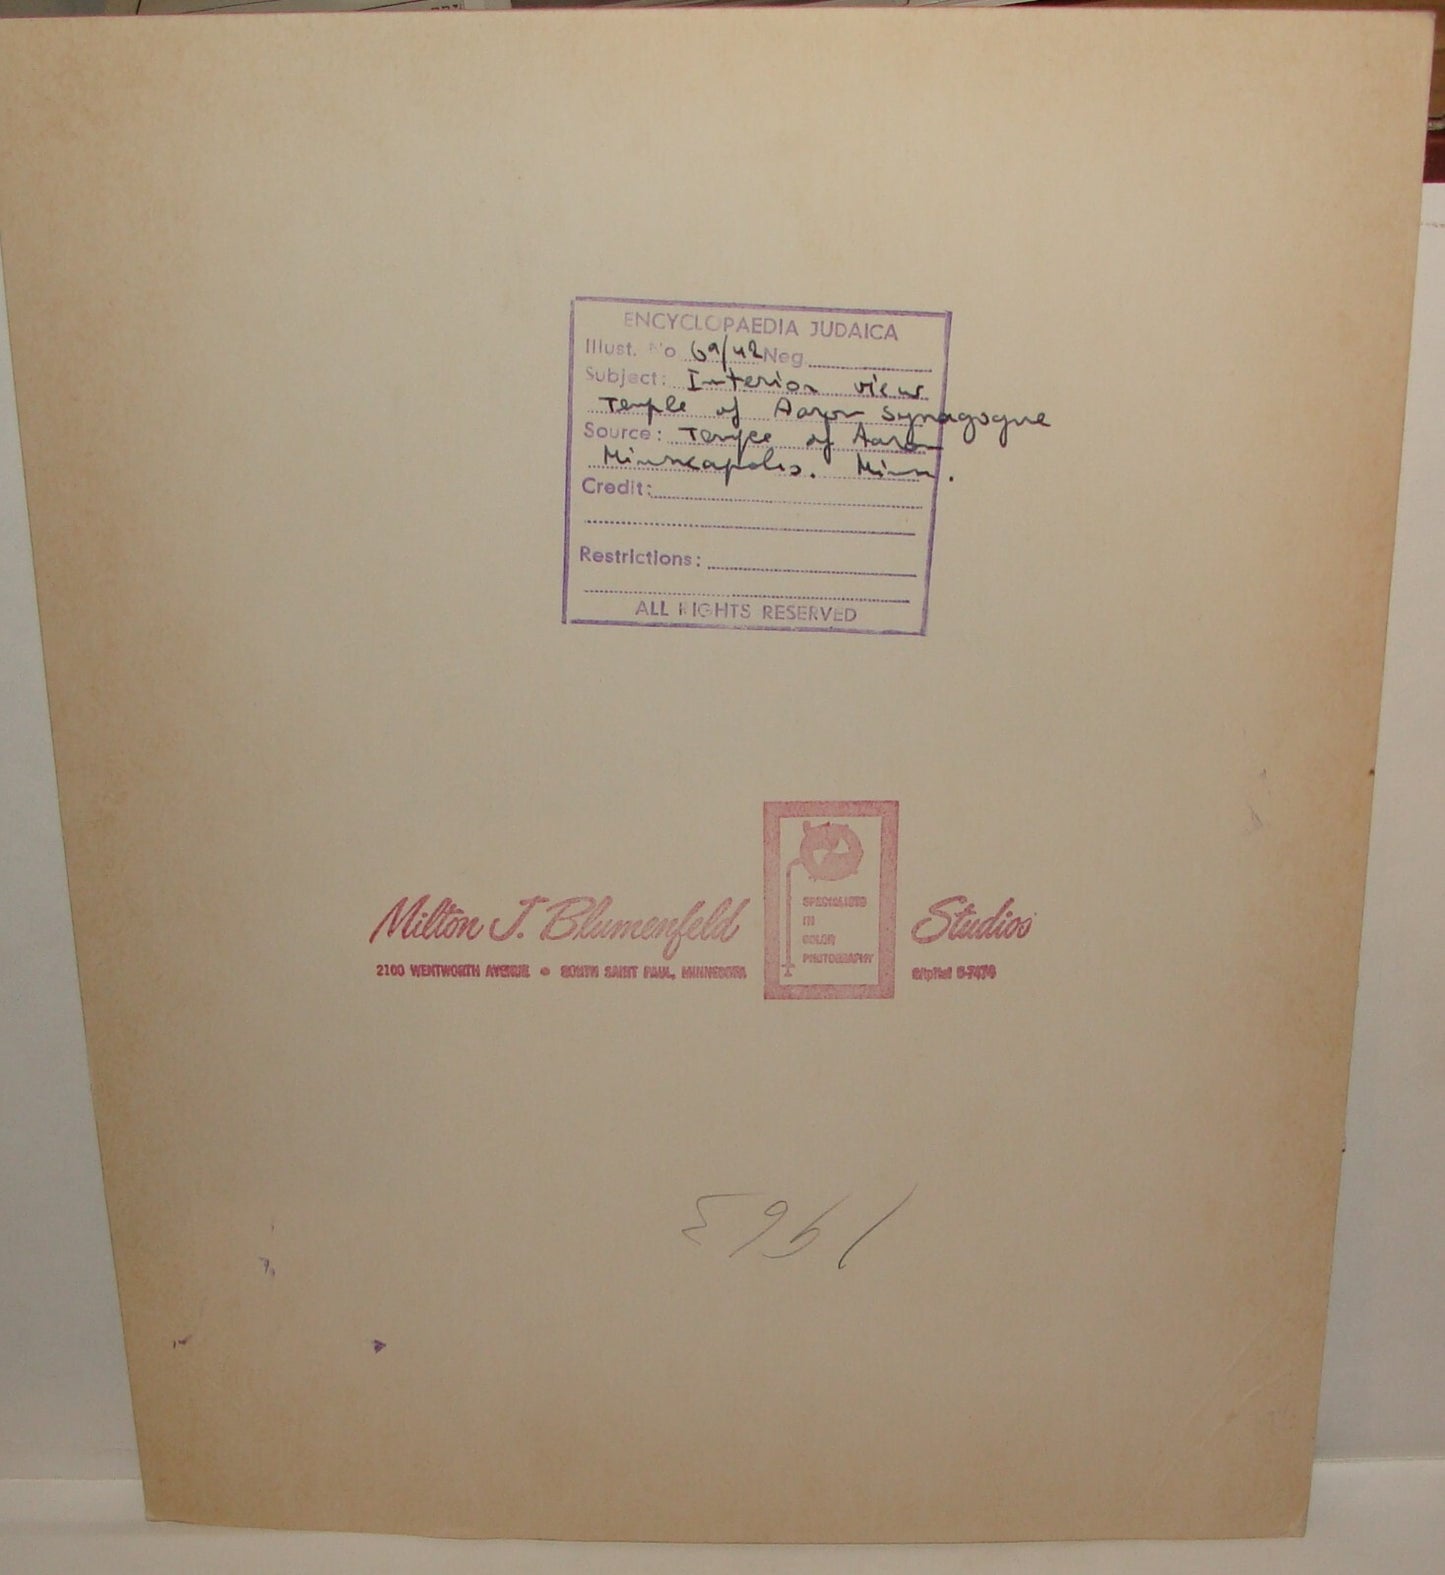 ENCYCLOPAEDIA JUDAICA
Illust. No 69/42 Neg.
Subject: Interior view
Temple of Aaron Synagogue
Source: Temple of Aaron
Minneapolis. Minn.
Credit:
Restrictions:
ALL RIGHTS RESERVED
Milton J. Blumenfeld Studios
2100 WENTWORTH AVENUE • SOUTH SAINT PAUL, MINNESOTA
SPECIALISTS
IN
COLOR
PHOTOGRAPHY
1963